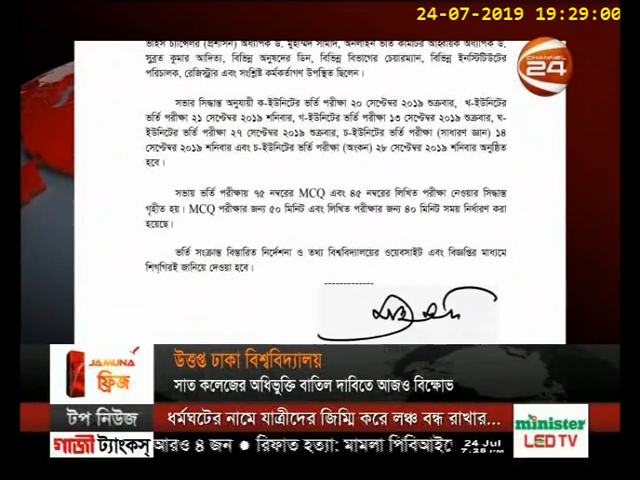 24-07-2019 19:29:00
ভাইস চ্যান্সেলর (প্রশাসন) অধ্যাপক ড. মুহাম্মদ সামাদ, অনলাইন ভর্তি কমিটির আহ্বায়ক অধ্যাপক ড.
সুব্রত কুমার আদিত্য, বিভিন্ন অনুষদের ডিন, বিভিন্ন বিভাগের চেয়ারম্যান, বিভিন্ন ইনস্টিটিউটের
পরিচালক, রেজিস্ট্রার এবং সংশ্লিষ্ট কর্মকর্তাগণ উপস্থিত ছিলেন।
CHANNEL
24
সভার সিদ্ধান্ত অনুযায়ী ক-ইউনিটের ভর্তি পরীক্ষা ২০ সেপ্টেম্বর ২০১৯ শুক্রবার, খ-ইউনিটের
ভর্তি পরীক্ষা ২১ সেপ্টেম্বর ২০১৯ শনিবার, গ-ইউনিটের ভর্তি পরীক্ষা ১৩ সেপ্টেম্বর ২০১৯ শুক্রবার, ঘ-
ইউনিটের ভর্তি পরীক্ষা ২৭ সেপ্টেম্বর ২০১৯ শুক্রবার, চ-ইউনিটের ভর্তি পরীক্ষা (সাধারণ জ্ঞান) ১৪
সেপ্টেম্বর ২০১৯ শনিবার এবং চ-ইউনিটের ভর্তি পরীক্ষা (অংকন) ২৮ সেপ্টেম্বর ২০১৯ শনিবার অনুষ্ঠিত
হবে।
সভায় ভর্তি পরীক্ষায় ৭৫ নম্বরের MCQ এবং ৪৫ নম্বরের লিখিত পরীক্ষা নেওয়ার সিদ্ধান্ত
গৃহীত হয়। MCQ পরীক্ষার জন্য ৫০ মিনিট এবং লিখিত পরীক্ষার জন্য ৪০ মিনিট সময় নির্ধারণ করা
হয়েছে।
ভর্তি সংক্রান্ত বিস্তারিত নির্দেশনা ও তথ্য বিশ্ববিদ্যালয়ের ওয়েবসাইট এবং বিজ্ঞপ্তির মাধ্যমে
শিগ্‌গিরই জানিয়ে দেওয়া হবে।
JAMUNA
ফ্রিজ
উত্তপ্ত ঢাকা বিশ্ববিদ্যালয়
সাত কলেজের অধিভুক্তি বাতিল দাবিতে আজও বিক্ষোভ
টপ নিউজ
ধর্মঘটের নামে যাত্রীদের জিম্মি করে লঞ্চ বন্ধ রাখার...
minister
LED TV
গাজী ট্যাংকস্ আরও ৪ জন ● রিফাত হত্যা: মামলা পিবিআইতে
24 Jul
7:28 PM